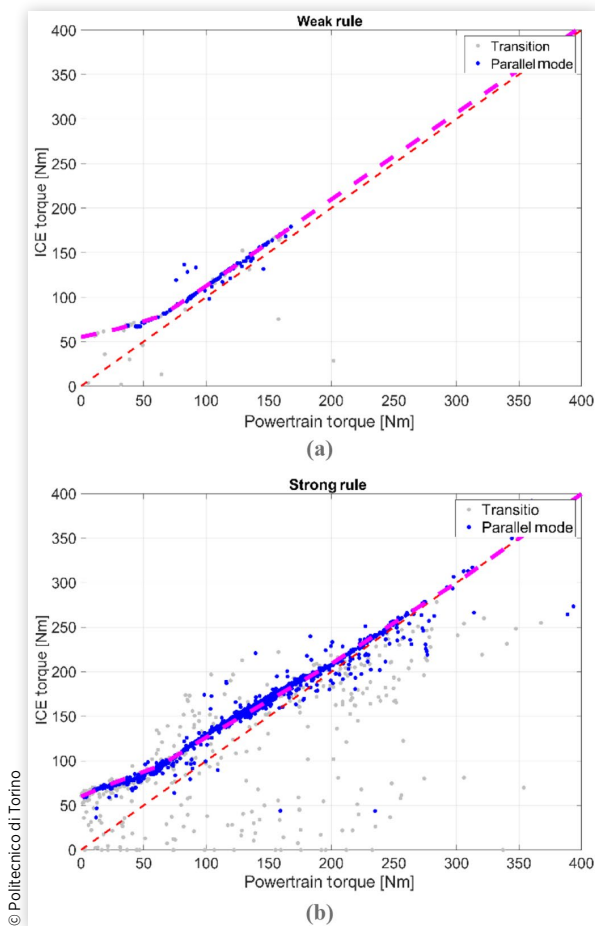 Weak rule
Transition
Parallel mode
ICE torque [Nm]
400
350
300
250
200
150
100
50
0
0 50 100 150 200 250 300 350 400
Powertrain torque [Nm]
(a)
Strong rule
Transitio
Parallel mode
ICE torque [Nm]
400
350
300
250
200
150
100
50
0
0 50 100 150 200 250 300 350 400
Powertrain torque [Nm]
(b)
© Politecnico di Torino